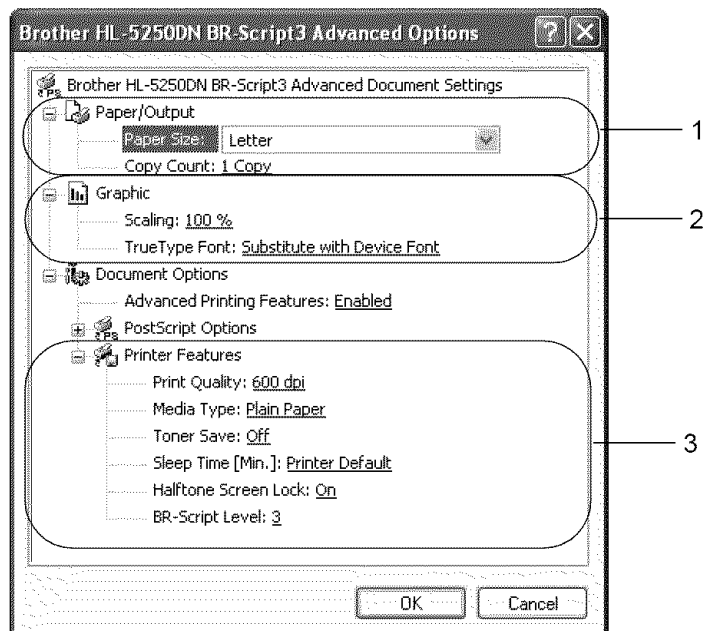 Brother HL-5250DN BR-Script3 Advanced Options
Brother HL-5250DN BR-Script3 Advanced Document Settings
Paper/Output
Paper Size: Letter
1
Copy Count: 1 Copy
Graphic
Scaling: 100 %
2
TrueType Font: Substitute with Device Font
Document Options
Advanced Printing Features: Enabled
PS PostScript Options
Printer Features
Print Quality: 600 dpi
Media Type: Plain Paper
Toner Save: Off
3
Sleep Time [Min.]: Printer Default
Halftone Screen Lock: On
BR-Script Level: 3
OK Cancel